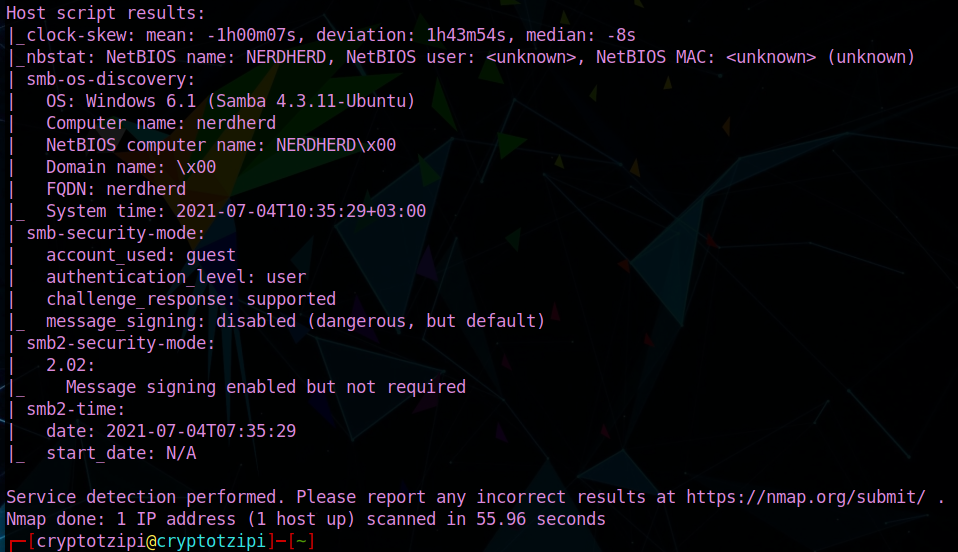 Host script results:
|_clock-skew: mean: -1h00m07s, deviation: 1h43m54s, median: -8s
|_nbstat: NetBIOS name: NERDHERD, NetBIOS user: <unknown>, NetBIOS MAC: <unknown> (unknown)
| smb-os-discovery:
|   OS: Windows 6.1 (Samba 4.3.11-Ubuntu)
|   Computer name: nerdherd
|   NetBIOS computer name: NERDHERD\x00
|   Domain name: \x00
|   FQDN: nerdherd
|_  System time: 2021-07-04T10:35:29+03:00
| smb-security-mode:
|   account_used: guest
|   authentication_level: user
|   challenge_response: supported
|_  message_signing: disabled (dangerous, but default)
| smb2-security-mode:
|   2.02:
|_    Message signing enabled but not required
| smb2-time:
|   date: 2021-07-04T07:35:29
|_  start_date: N/A

Service detection performed. Please report any incorrect results at https://nmap.org/submit/ .
Nmap done: 1 IP address (1 host up) scanned in 55.96 seconds
┌─[cryptotzipi@cryptotzipi]─[~]